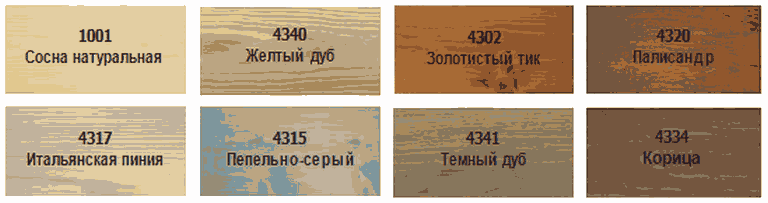 1001
Сосна натуральная
4340
Желтый дуб
4302
Золотистый тик
4320
Палисандр
4317
Итальянская пиния
4315
Пепельно-серый
4341
Темный дуб
4334
Корица